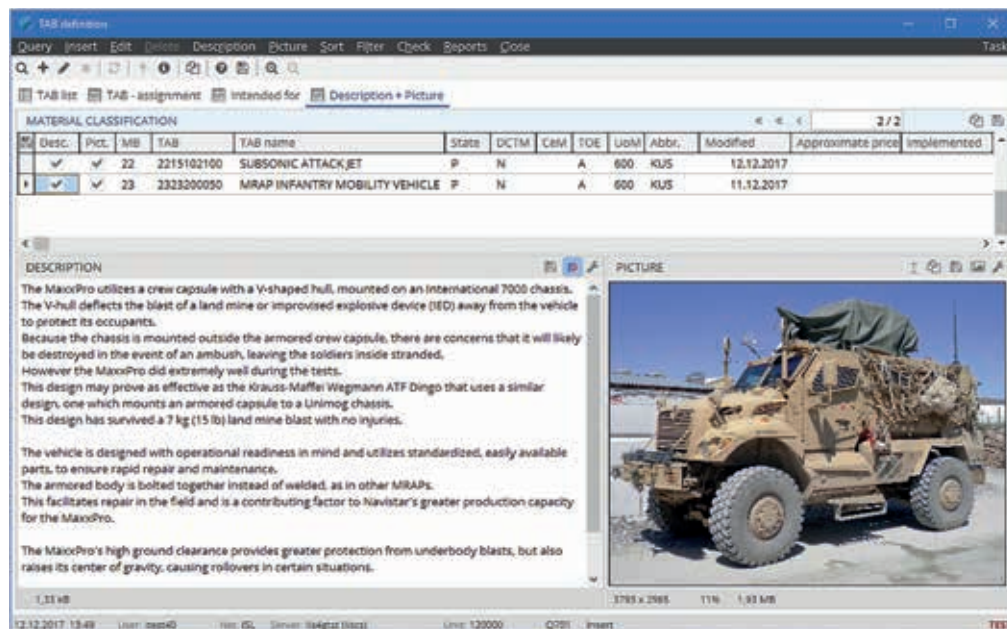 TAB definition
Query Insert Edit Delete Description Picture Sort Filter Check Reports Close Task
TAB list TAB - assignment Intended for Description + Picture
MATERIAL CLASSIFICATION 2/2
Desc. Pict. MB TAB TAB name State DCTM CeM TOE UoM Abbr. Modified Approximate price Implemented
22 2215102100 SUBSONIC ATTACK JET P N A 600 KUS 12.12.2017
23 2323200050 MRAP INFANTRY MOBILITY VEHICLE P N A 600 KUS 11.12.2017
DESCRIPTION
The MaxxPro utilizes a crew capsule with a V-shaped hull, mounted on an International 7000 chassis.
The V-hull deflects the blast of a land mine or improvised explosive device (IED) away from the vehicle
to protect its occupants.
Because the chassis is mounted outside the armored crew capsule, there are concerns that it will likely
be destroyed in the event of an ambush, leaving the soldiers inside stranded.
However the MaxxPro did extremely well during the tests.
This design may prove as effective as the Krauss-Maffei Wegmann ATF Dingo that uses a similar
design, one which mounts an armored capsule to a Unimog chassis.
This design has survived a 7 kg (15 lb) land mine blast with no injuries.
The vehicle is designed with operational readiness in mind and utilizes standardized, easily available
parts, to ensure rapid repair and maintenance.
The armored body is bolted together instead of welded, as in other MRAPs.
This facilitates repair in the field and is a contributing factor to Navistar's greater production capacity
for the MaxxPro.
The MaxxPro's high ground clearance provides greater protection from underbody blasts, but also
raises its center of gravity, causing rollovers in certain situations.
1,33 kB
PICTURE
11% 1,93 MB
12.12.2017 13:49 User: Server: Unit: 120000 Insert